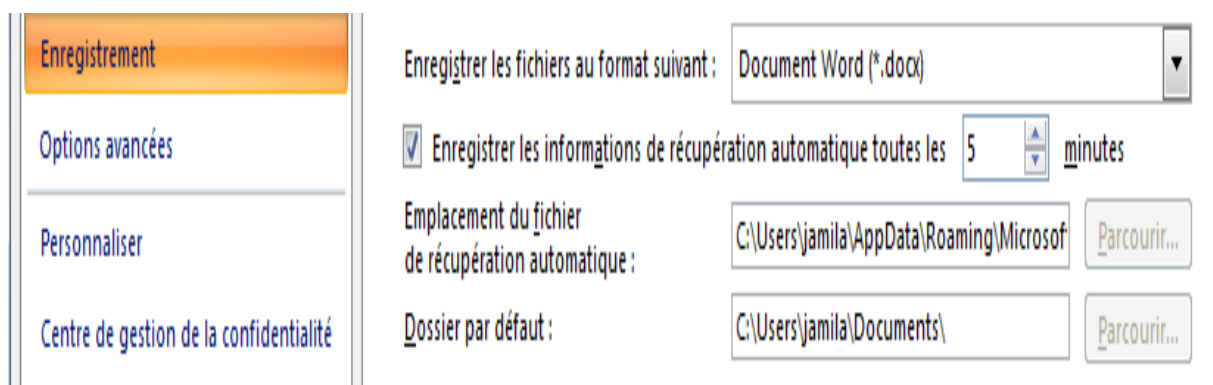 Enregistrement
Options avancées
Personnaliser
Centre de gestion de la confidentialité
Enregistrer les fichiers au format suivant : Document Word (*.docx)
Enregistrer les informations de récupération automatique toutes les 5 minutes
Emplacement du fichier
de récupération automatique : C:\Users\jamila\AppData\Roaming\Microsof Parcourir...
Dossier par défaut : C:\Users\jamila\Documents\ Parcourir...